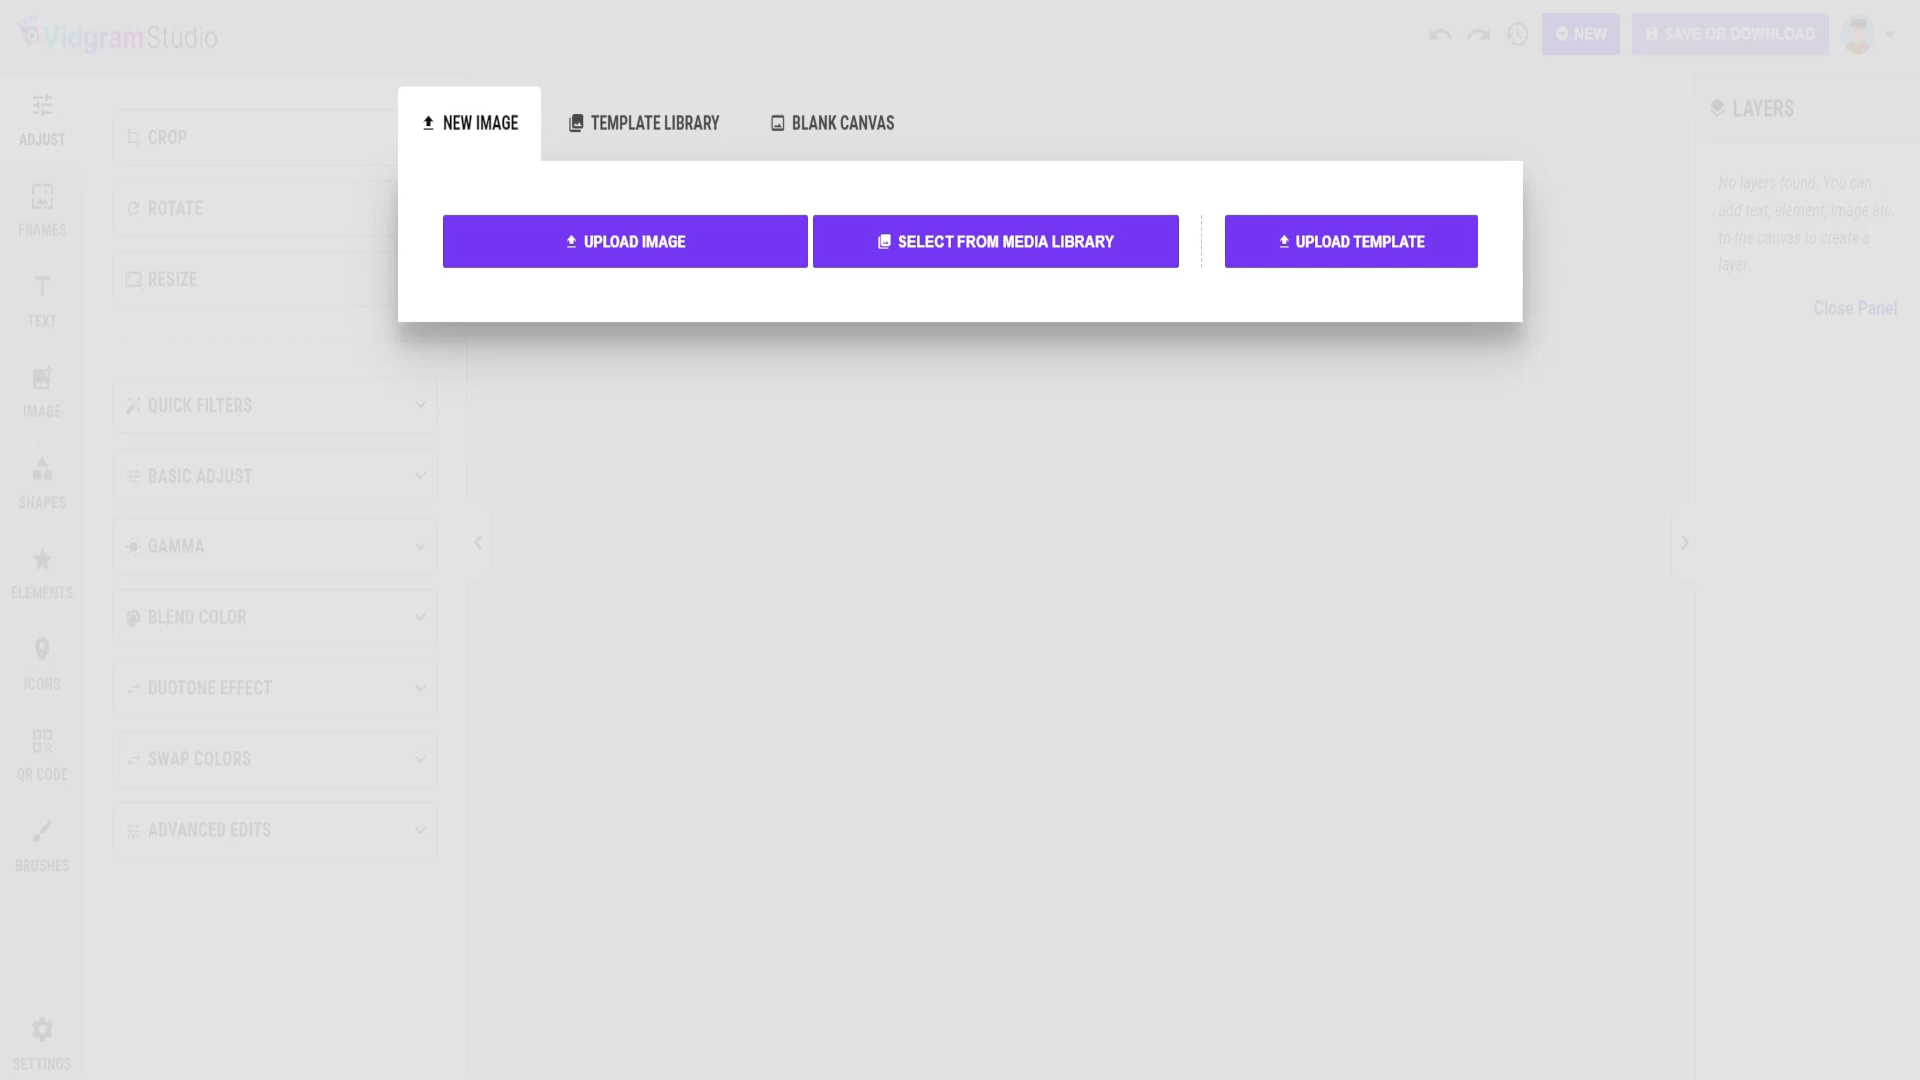 Vidgram Studio
NEW
SAVE OR DOWNLOAD
NEW IMAGE
TEMPLATE LIBRARY
BLANK CANVAS
UPLOAD IMAGE
SELECT FROM MEDIA LIBRARY
UPLOAD TEMPLATE
ADJUST
FRAMES
TEXT
IMAGE
SHAPES
ELEMENTS
ICONS
QR CODE
BRUSHES
SETTINGS
CROP
ROTATE
RESIZE
QUICK FILTERS
BASIC ADJUST
GAMMA
BLEND COLOR
DUOTONE EFFECT
SWAP COLORS
ADVANCED EDITS
LAYERS
No layers found. You can
add text, element, image etc.
to the canvas to create a
layer.
Close Panel